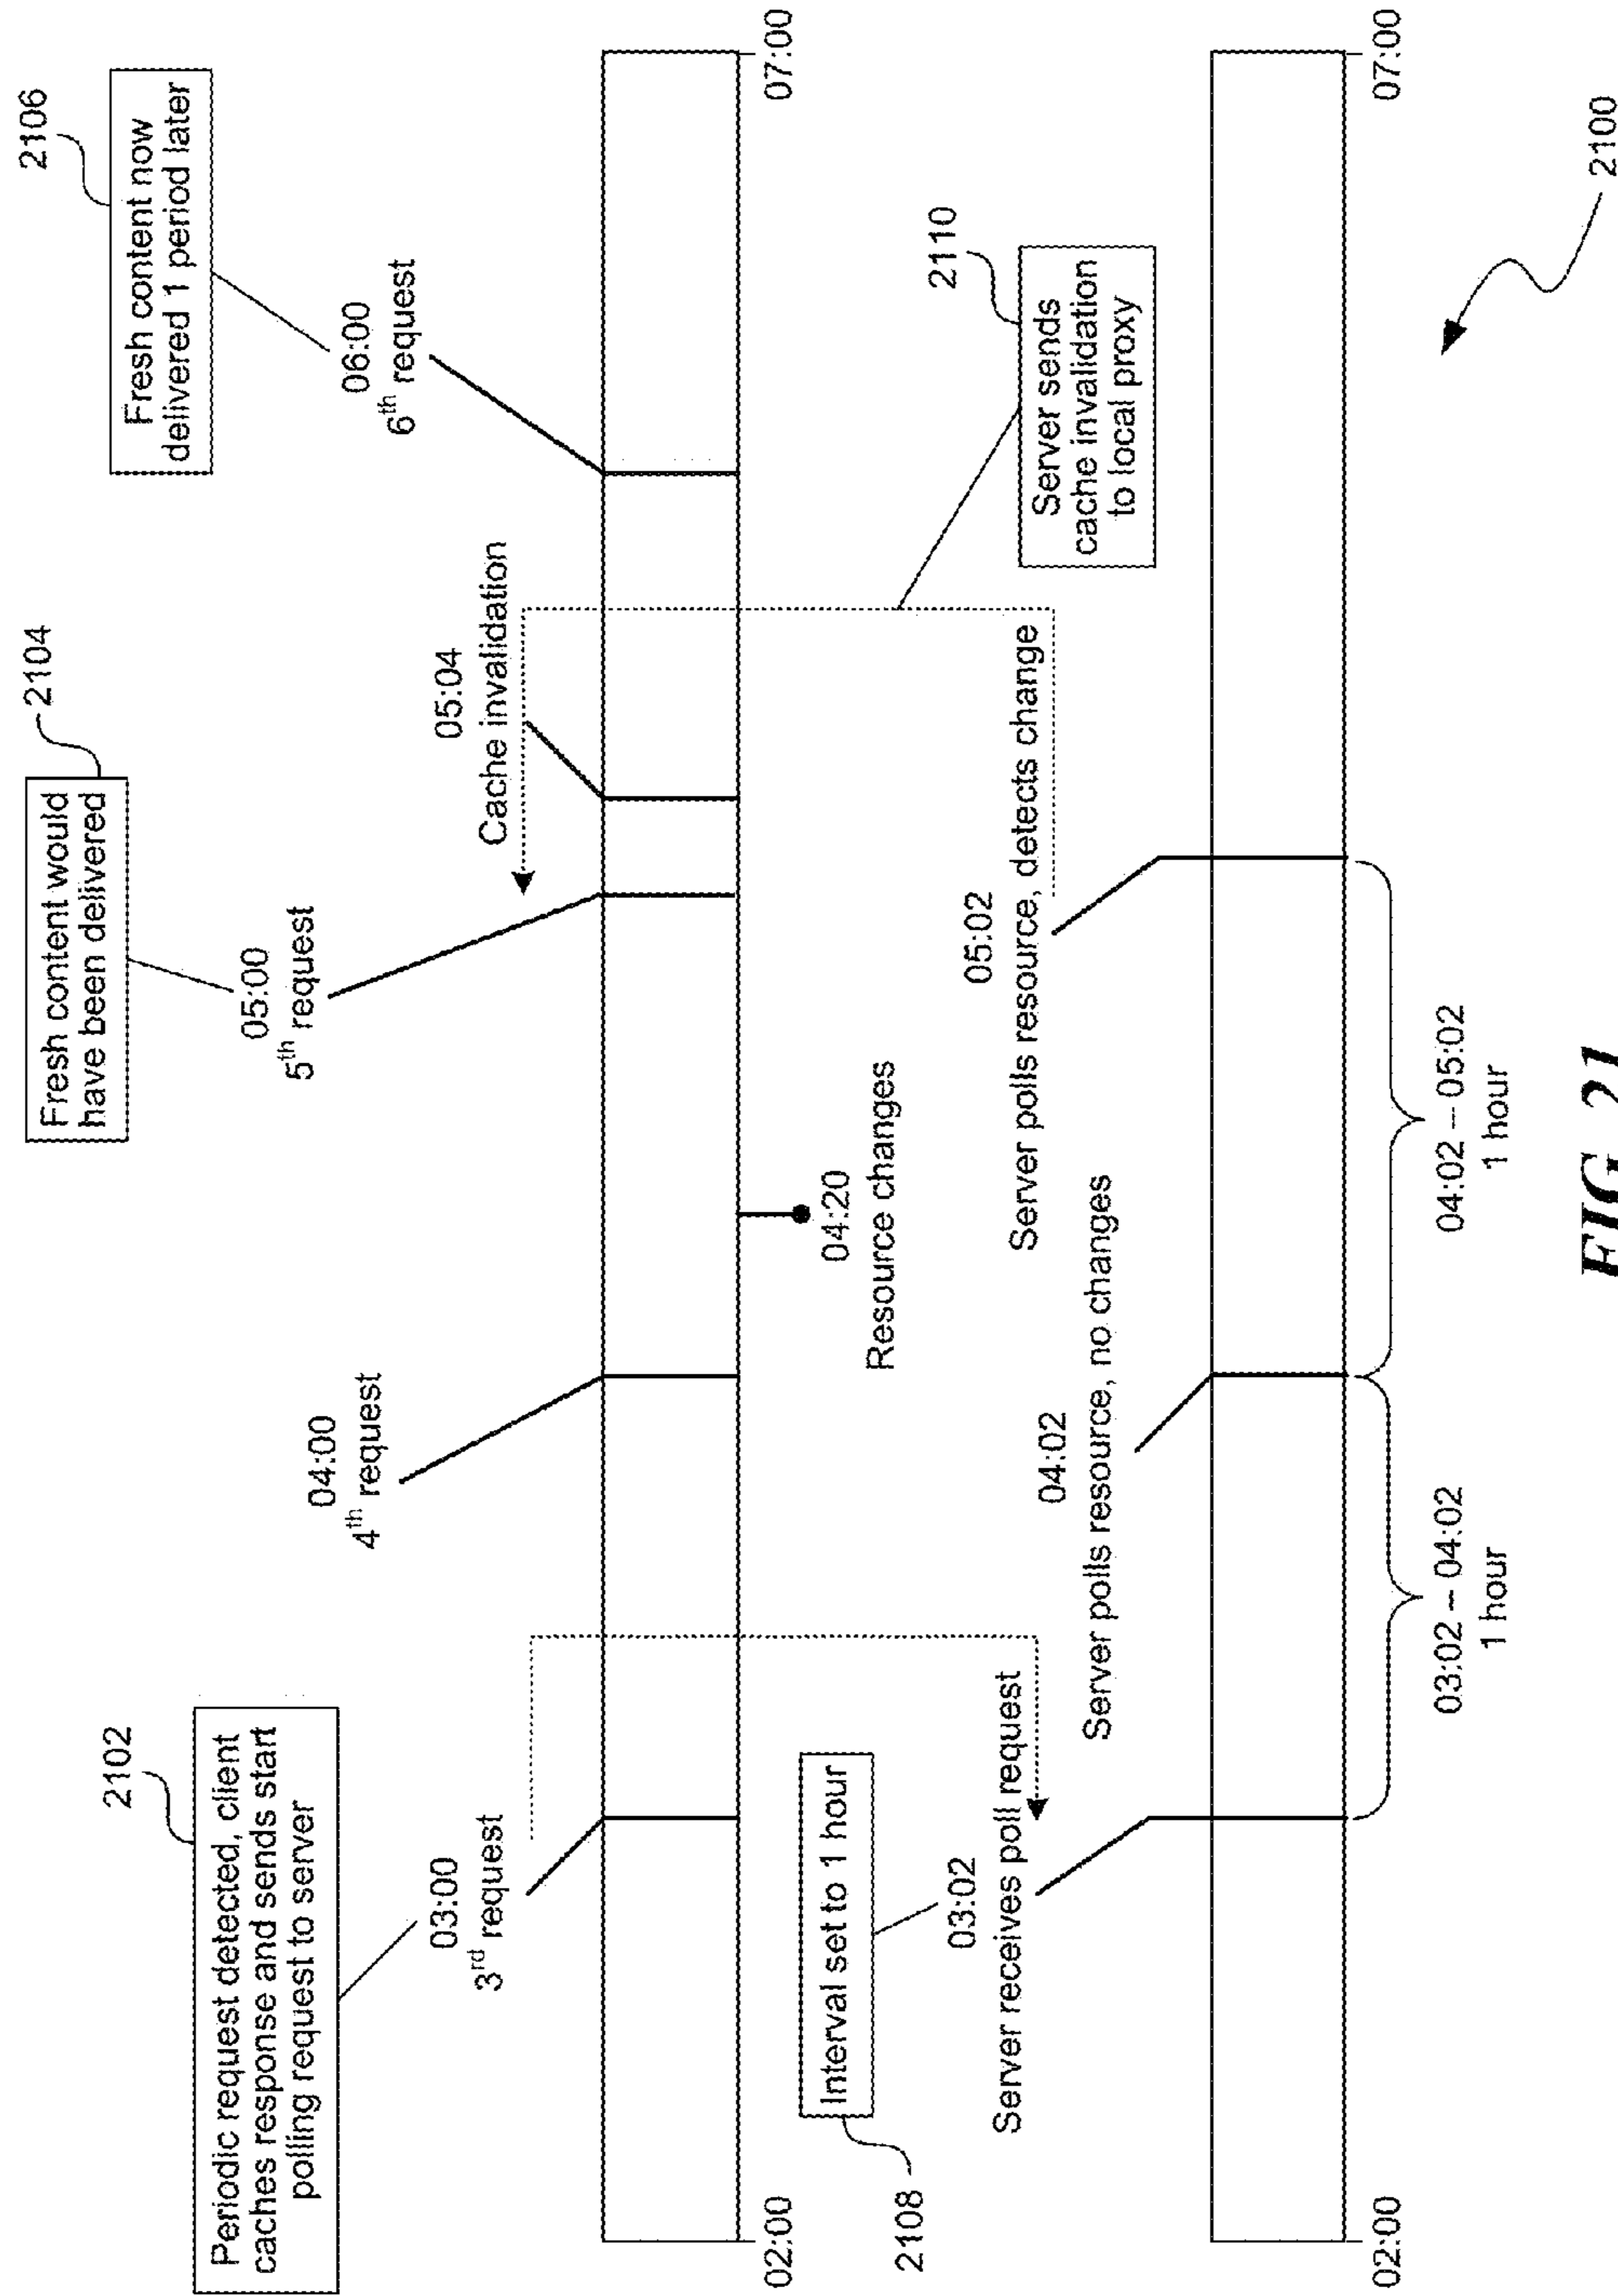 2102
Periodic request detected, client
caches response and sends start
polling request to server
03:00
3rd request
04:00
4th request
2104
Fresh content would
have been delivered
05:00
5th request
05:04
Cache invalidation
2106
Fresh content now
delivered 1 period later
06:00
6th request
02:00
07:00
04:20
Resource changes
2108
Interval set to 1 hour
03:02
Server receives poll request
04:02
Server polls resource, no changes
05:02
Server polls resource, detects change
2110
Server sends
cache invalidation
to local proxy
02:00
07:00
03:02 – 04:02
1 hour
04:02 – 05:02
1 hour
2100
FIG. 21